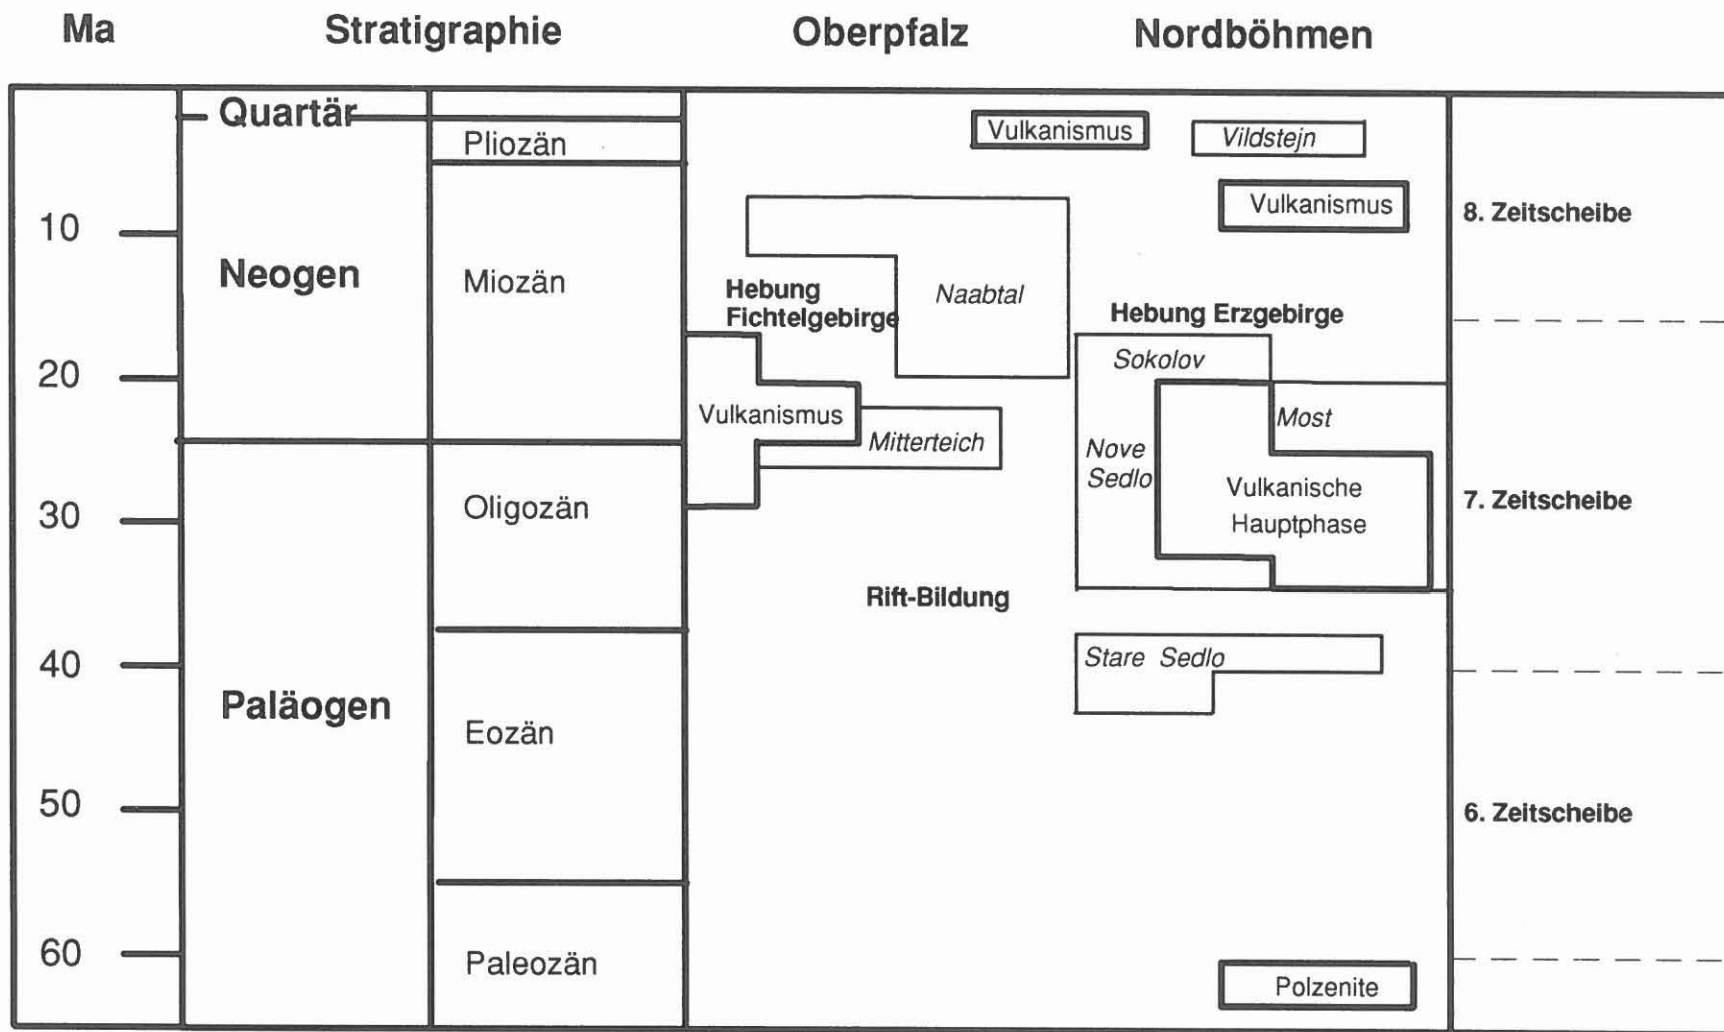 Ma Stratigraphie Oberpfalz Nordböhmen
Quartär
Pliozän
Vulkanismus
Vildstejn
Vulkanismus
8. Zeitscheibe
10
Neogen
Miozän
Hebung
Fichtelgebirge
Naabtal
Hebung Erzgebirge
Sokolov
20
Vulkanismus
Mitterteich
Most
Nove
Sedlo
Vulkanische
Hauptphase
7. Zeitscheibe
Oligozän
30
Rift-Bildung
Stare Sedlo
40
Paläogen
Eozän
50
6. Zeitscheibe
60
Paleozän
Polzenite